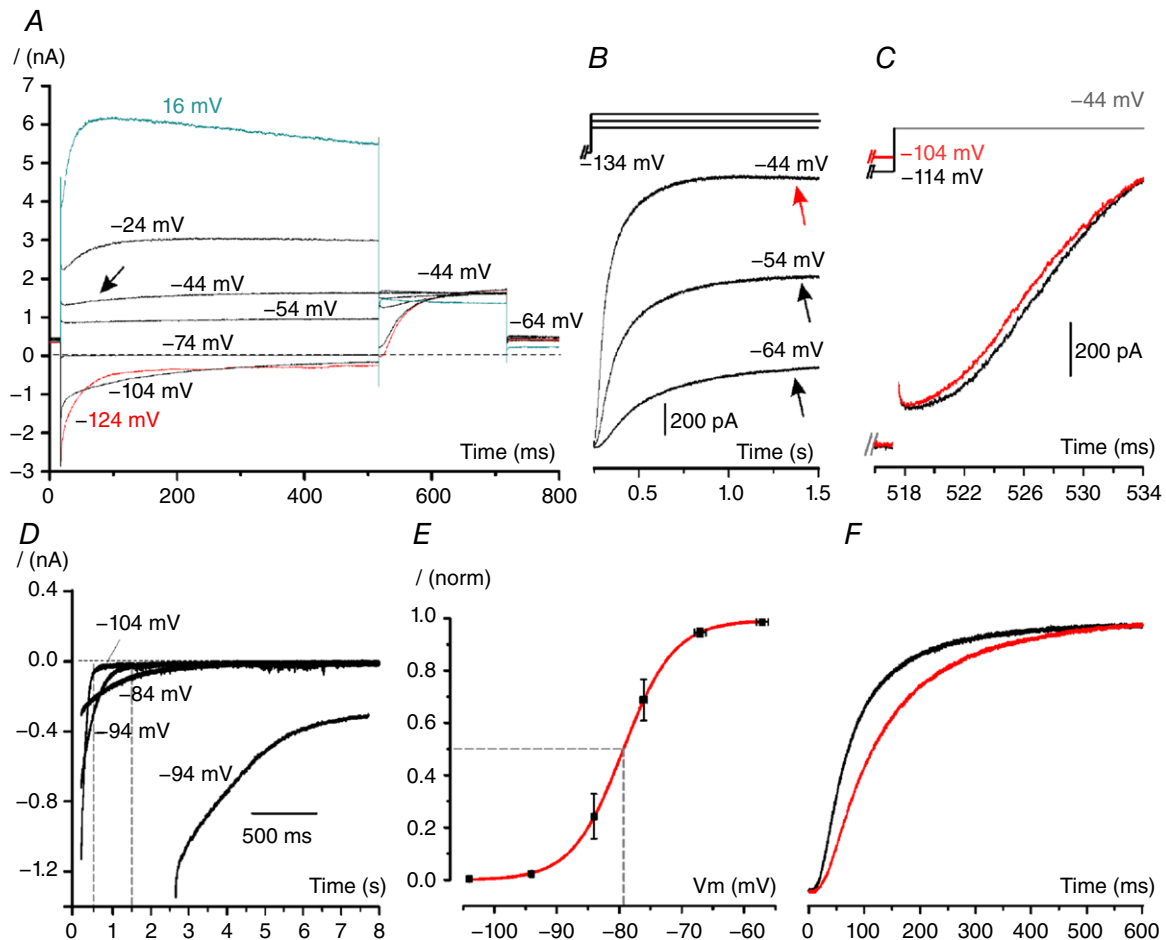 A
/ (nA)
7
6
5
4
3
2
1
0
−1
−2
−3
16 mV
−24 mV
−44 mV
−54 mV
−74 mV
−104 mV
−124 mV
−44 mV
−64 mV
Time (ms)
0 200 400 600 800
B
−134 mV
−44 mV
−54 mV
−64 mV
200 pA
Time (s)
0.5 1.0 1.5
C
−44 mV
−104 mV
−114 mV
200 pA
Time (ms)
518 522 526 530 534
D
/ (nA)
0.4
0.0
−0.4
−0.8
−1.2
−104 mV
−84 mV
−94 mV
−94 mV
500 ms
Time (s)
0 1 2 3 4 5 6 7 8
E
/ (norm)
1.0
0.8
0.6
0.4
0.2
0.0
Vm (mV)
−100 −90 −80 −70 −60
F
Time (ms)
0 100 200 300 400 500 600